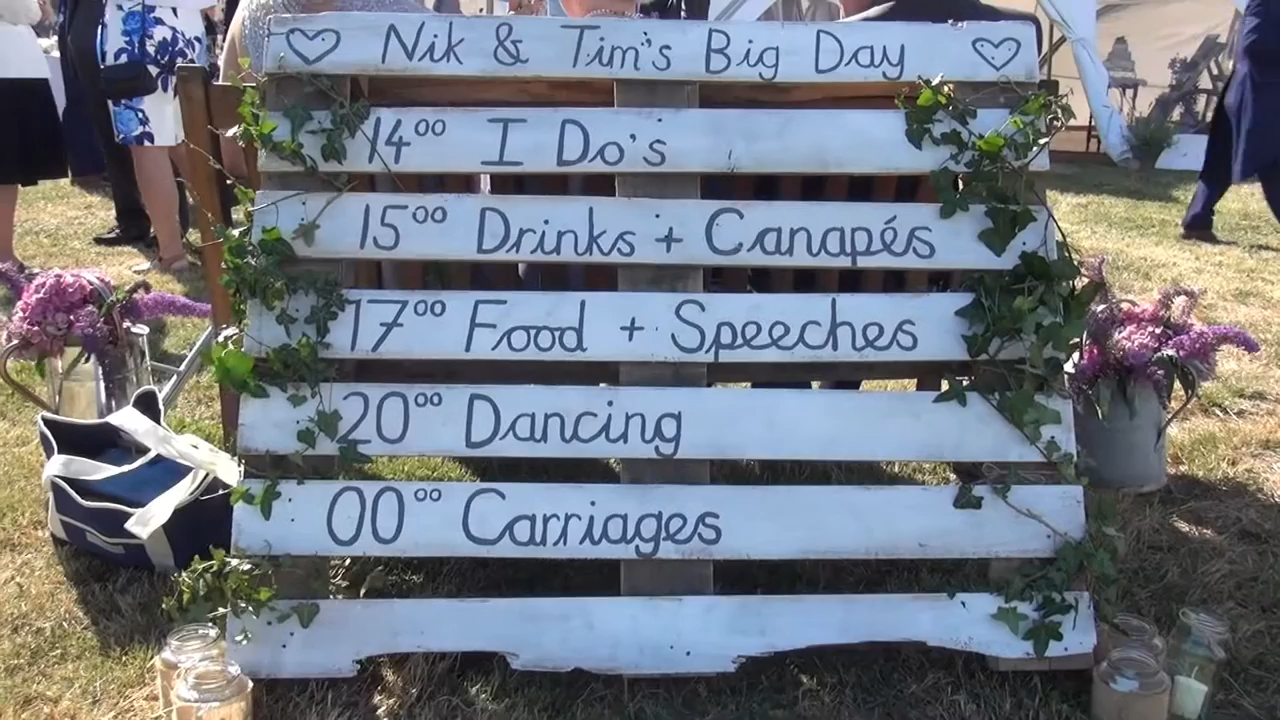 ♡ Nik & Tim's Big Day ♡
14⁰⁰ I Do's
15⁰⁰ Drinks + Canapés
17⁰⁰ Food + Speeches
20⁰⁰ Dancing
00⁰⁰ Carriages